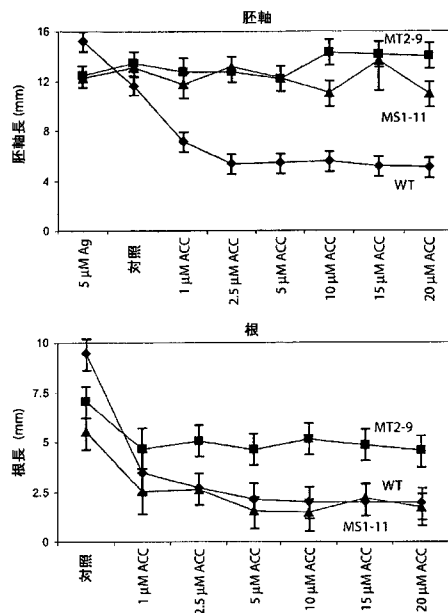 胚軸
胚軸長 (mm)
16
12
8
4
0
MT2-9
MS1-11
WT
5 μM Ag
対照
1 μM ACC
2.5 μM ACC
5 μM ACC
10 μM ACC
15 μM ACC
20 μM ACC
根
根長 (mm)
10
7.5
5
2.5
0
MT2-9
WT
MS1-11
対照
1 μM ACC
2.5 μM ACC
5 μM ACC
10 μM ACC
15 μM ACC
20 μM ACC